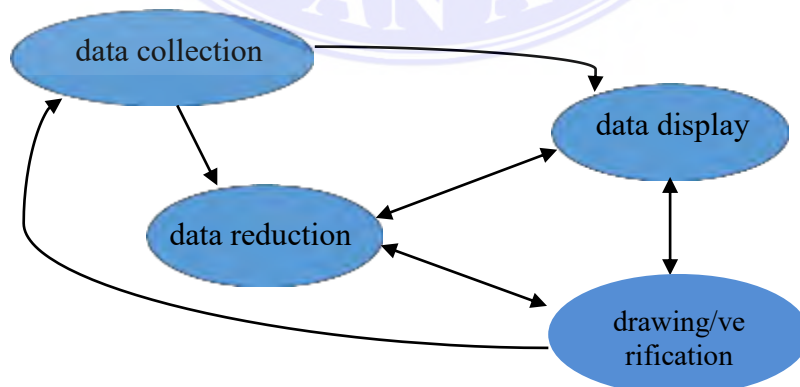 data collection
data display
data reduction
drawing/ve
rification